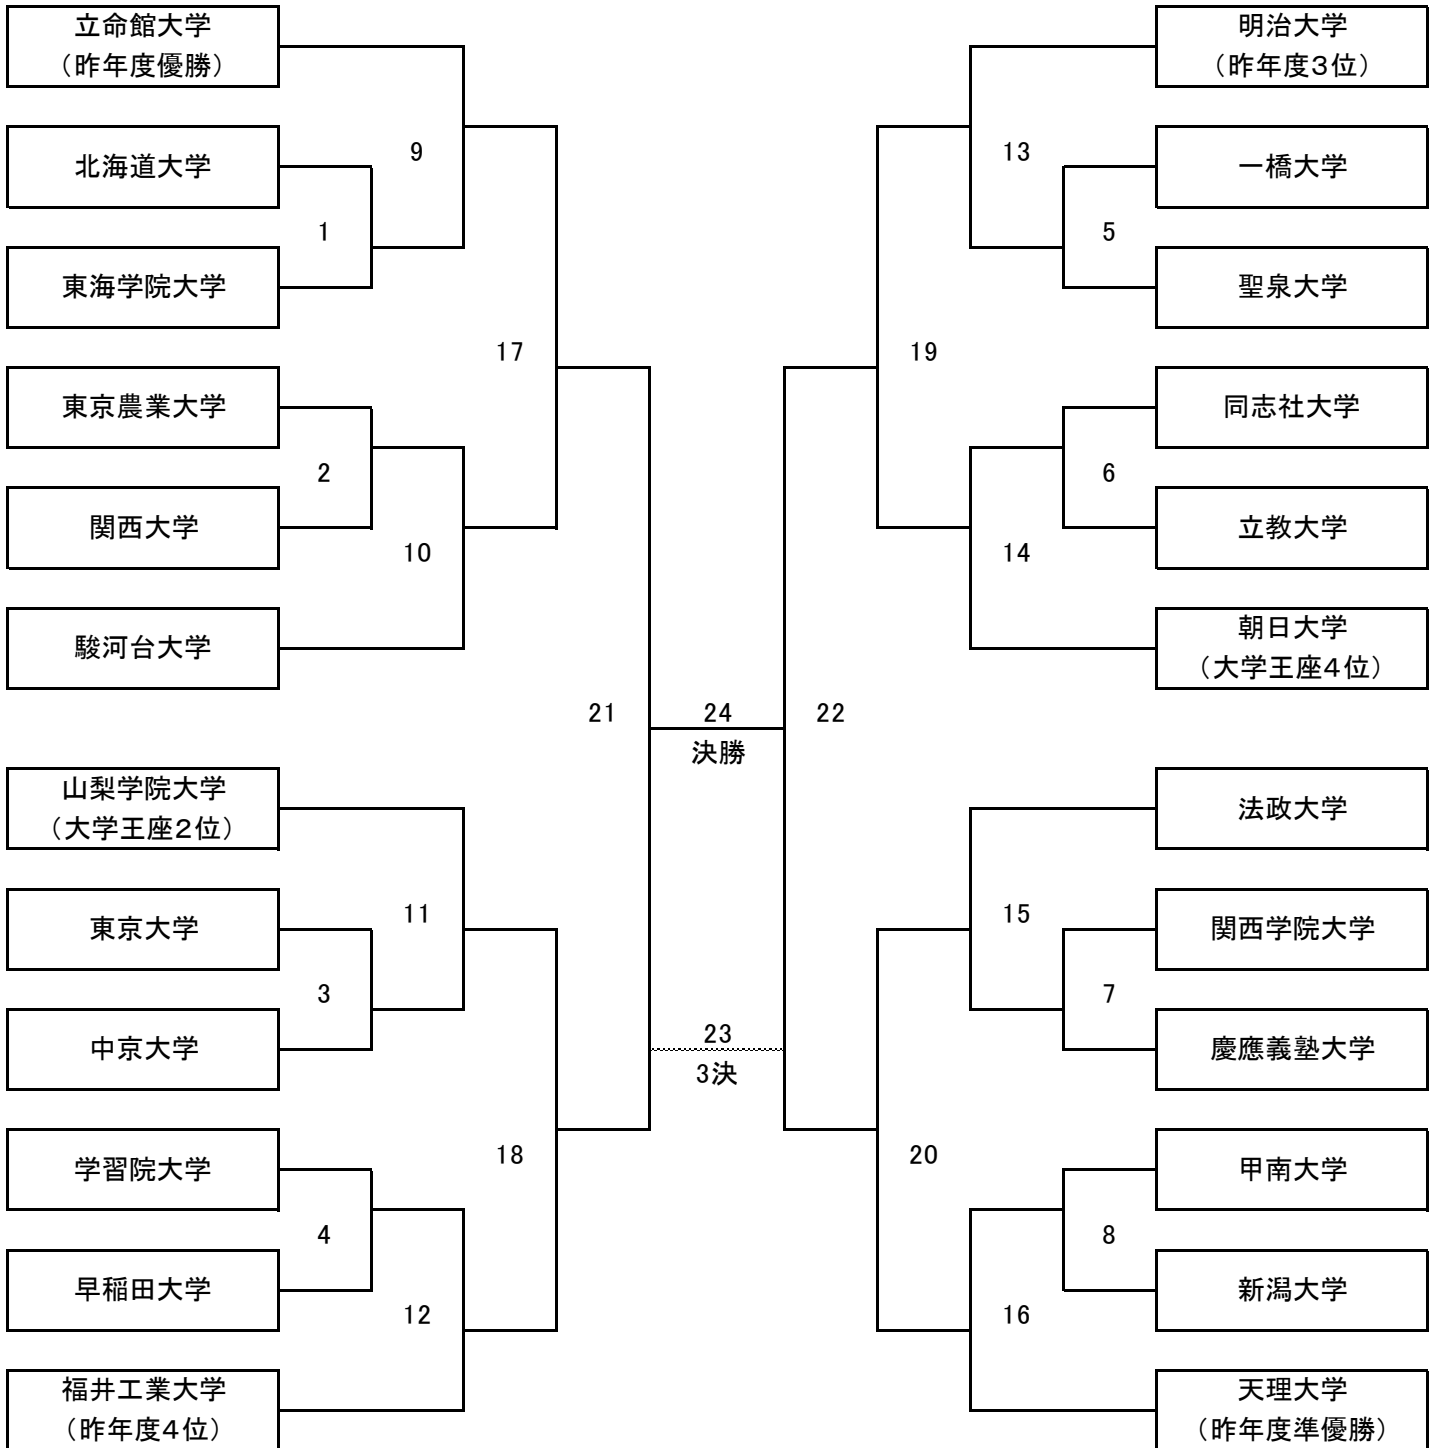 立命館大学
（昨年度優勝）
北海道大学
東海学院大学
東京農業大学
関西大学
駿河台大学
山梨学院大学
（大学王座２位）
東京大学
中京大学
学習院大学
早稲田大学
福井工業大学
（昨年度４位）
1
2
3
4
9
10
11
12
17
18
21
24
決勝
23
3決
22
19
20
13
14
15
16
5
6
7
8
明治大学
（昨年度３位）
一橋大学
聖泉大学
同志社大学
立教大学
朝日大学
（大学王座４位）
法政大学
関西学院大学
慶應義塾大学
甲南大学
新潟大学
天理大学
（昨年度準優勝）